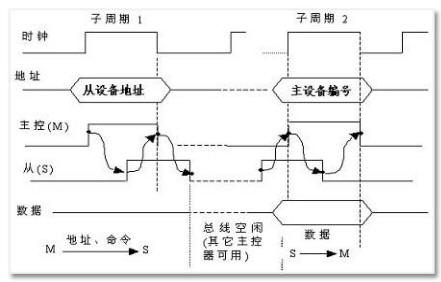 子周期 1 子周期 2
时钟
地址
从设备地址 主设备编号
主控(M)
从(S)
数据
地址、命令
M S
总线空闲
(其它主控
器可用)
数据
S M